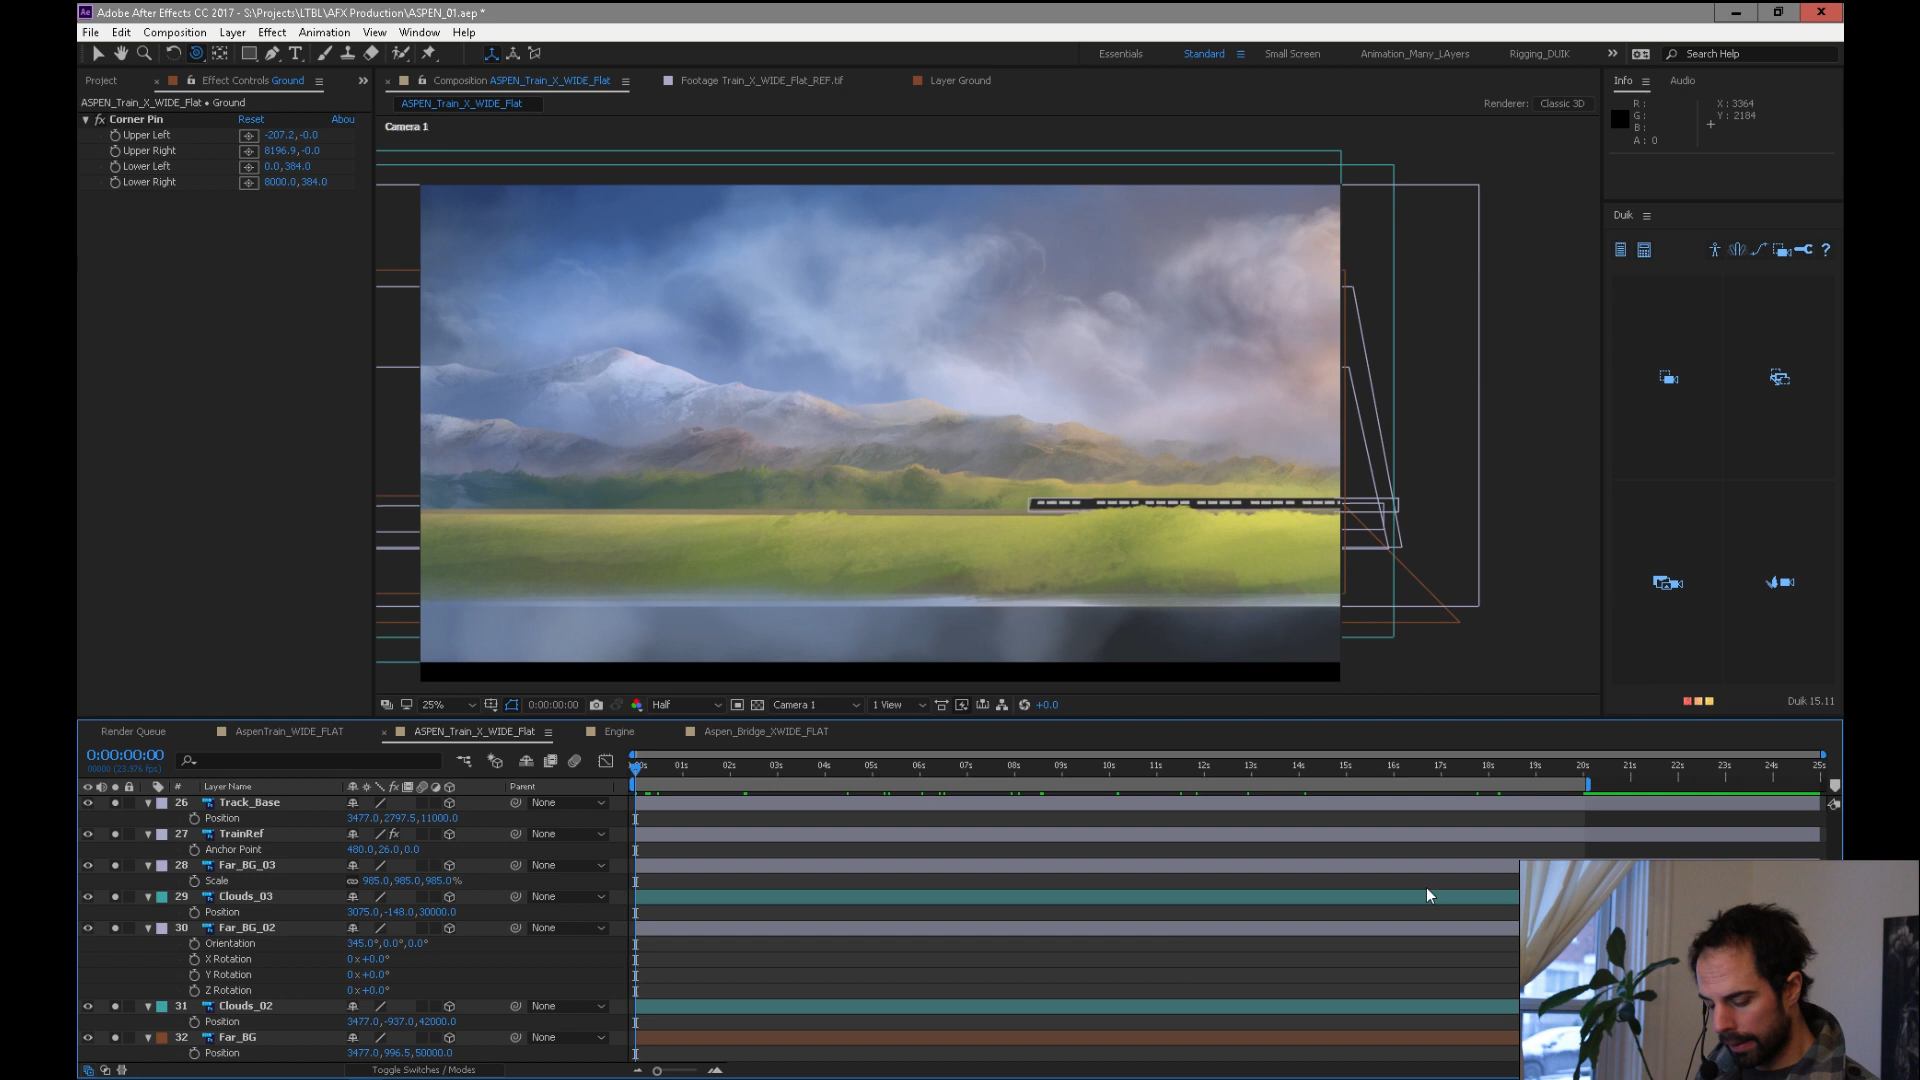 Adobe After Effects CC 2017 - S:\Projects\LTBL\AFX Production\ASPEN_01.aep *
File Edit Composition Layer Effect Animation View Window Help
Essentials Standard Small Screen Animation_Many_LAyers Rigging_DUIK Search Help
Project Effect Controls Ground Composition ASPEN_Train_X_WIDE_Flat Footage Train_X_WIDE_Flat_REF.tif Layer Ground Info Audio
ASPEN_Train_X_WIDE_Flat • Ground ASPEN_Train_X_WIDE_Flat Renderer: Classic 3D
R: X: 3364
G: Y: 2184
B:
A: 0
fx Corner Pin Reset Abou
Camera 1
Upper Left -207.2,-0.0
Upper Right 8196.9,-0.0
Lower Left 0.0,384.0
Lower Right 8000.0,384.0
Duik
25% 0:00:00:00 Half Camera 1 1 View +0.0
Duik 15.11
Render Queue AspenTrain_WIDE_FLAT ASPEN_Train_X_WIDE_Flat Engine Aspen_Bridge_XWIDE_FLAT
0:00:00:00
00000 (23.976 fps)
01s 02s 03s 04s 05s 06s 07s 08s 09s 10s 11s 12s 13s 14s 15s 16s 17s 18s 19s 20s 21s 22s 23s 24s 25s
# Layer Name Parent
26 Track_Base None
Position 3477.0,2797.5,11000.0
27 TrainRef None
Anchor Point 480.0,26.0,0.0
28 Far_BG_03 None
Scale 985.0,985.0,985.0%
29 Clouds_03 None
Position 3075.0,-148.0,30000.0
30 Far_BG_02 None
Orientation 345.0°,0.0°,0.0°
X Rotation 0x+0.0°
Y Rotation 0x+0.0°
Z Rotation 0x+0.0°
31 Clouds_02 None
Position 3477.0,-937.0,42000.0
32 Far_BG None
Position 3477.0,996.5,50000.0
Toggle Switches / Modes